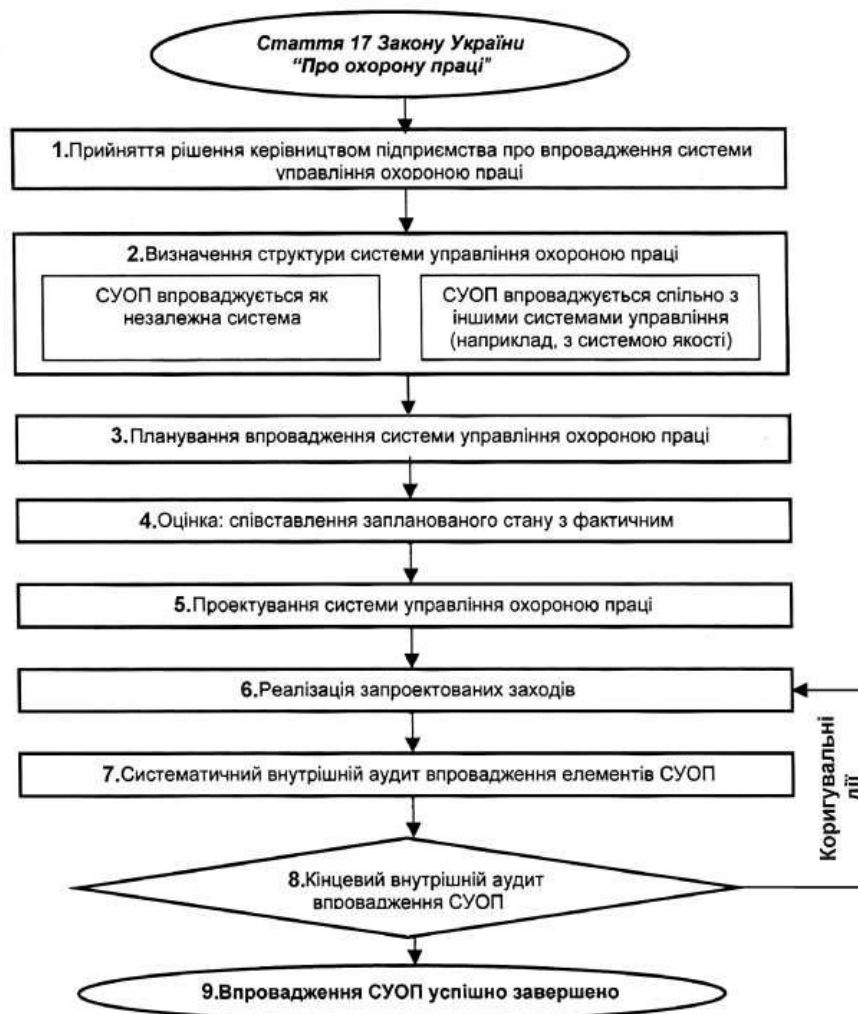 Стаття 17 Закону України
“Про охорону праці”
1.Прийняття рішення керівництвом підприємства про впровадження системи
управління охороною праці
2.Визначення структури системи управління охороною праці
СУОП впроваджується як
незалежна система
СУОП впроваджується спільно з
іншими системами управління
(наприклад, з системою якості)
3.Планування впровадження системи управління охороною праці
4.Оцінка: співставлення запланованого стану з фактичним
5.Проектування системи управління охороною праці
6.Реалізація запроектованих заходів
7.Систематичний внутрішній аудит впровадження елементів СУОП
Коригувальні
дії
8.Кінцевий внутрішній аудит
впровадження СУОП
9.Впровадження СУОП успішно завершено